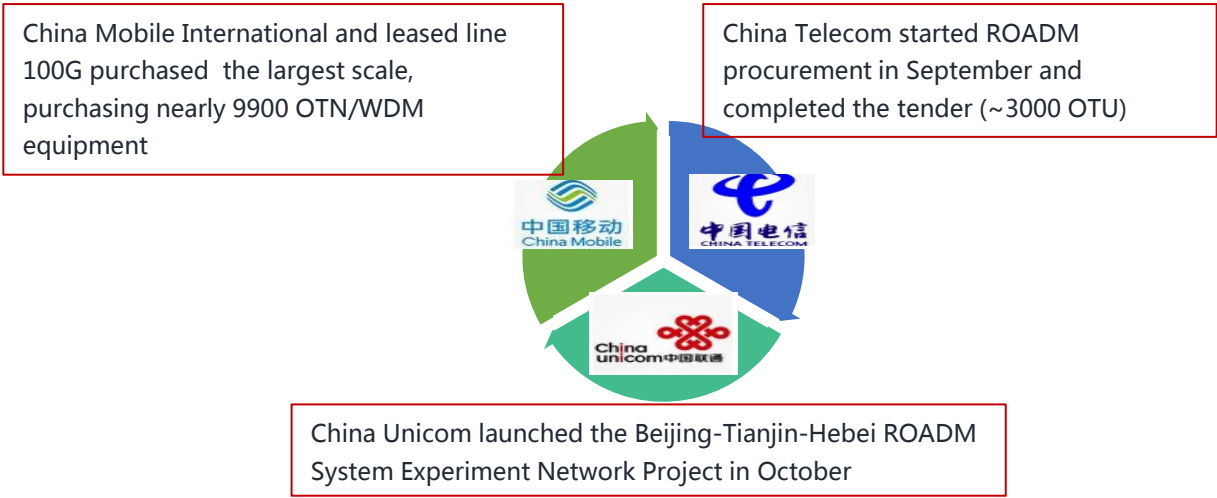 China Mobile International and leased line
100G purchased the largest scale,
purchasing nearly 9900 OTN/WDM
equipment
China Telecom started ROADM
procurement in September and
completed the tender (~3000 OTU)
中国移动
China Mobile
中国电信
CHINA TELECOM
China
unicom中国联通
China Unicom launched the Beijing-Tianjin-Hebei ROADM
System Experiment Network Project in October